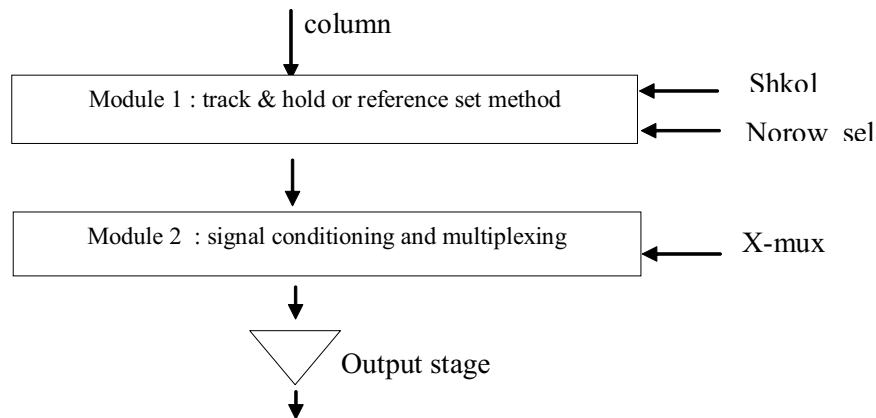 column
Module 1 : track & hold or reference set method
Shkol
Norow_sel
Module 2 : signal conditioning and multiplexing
X-mux
Output stage